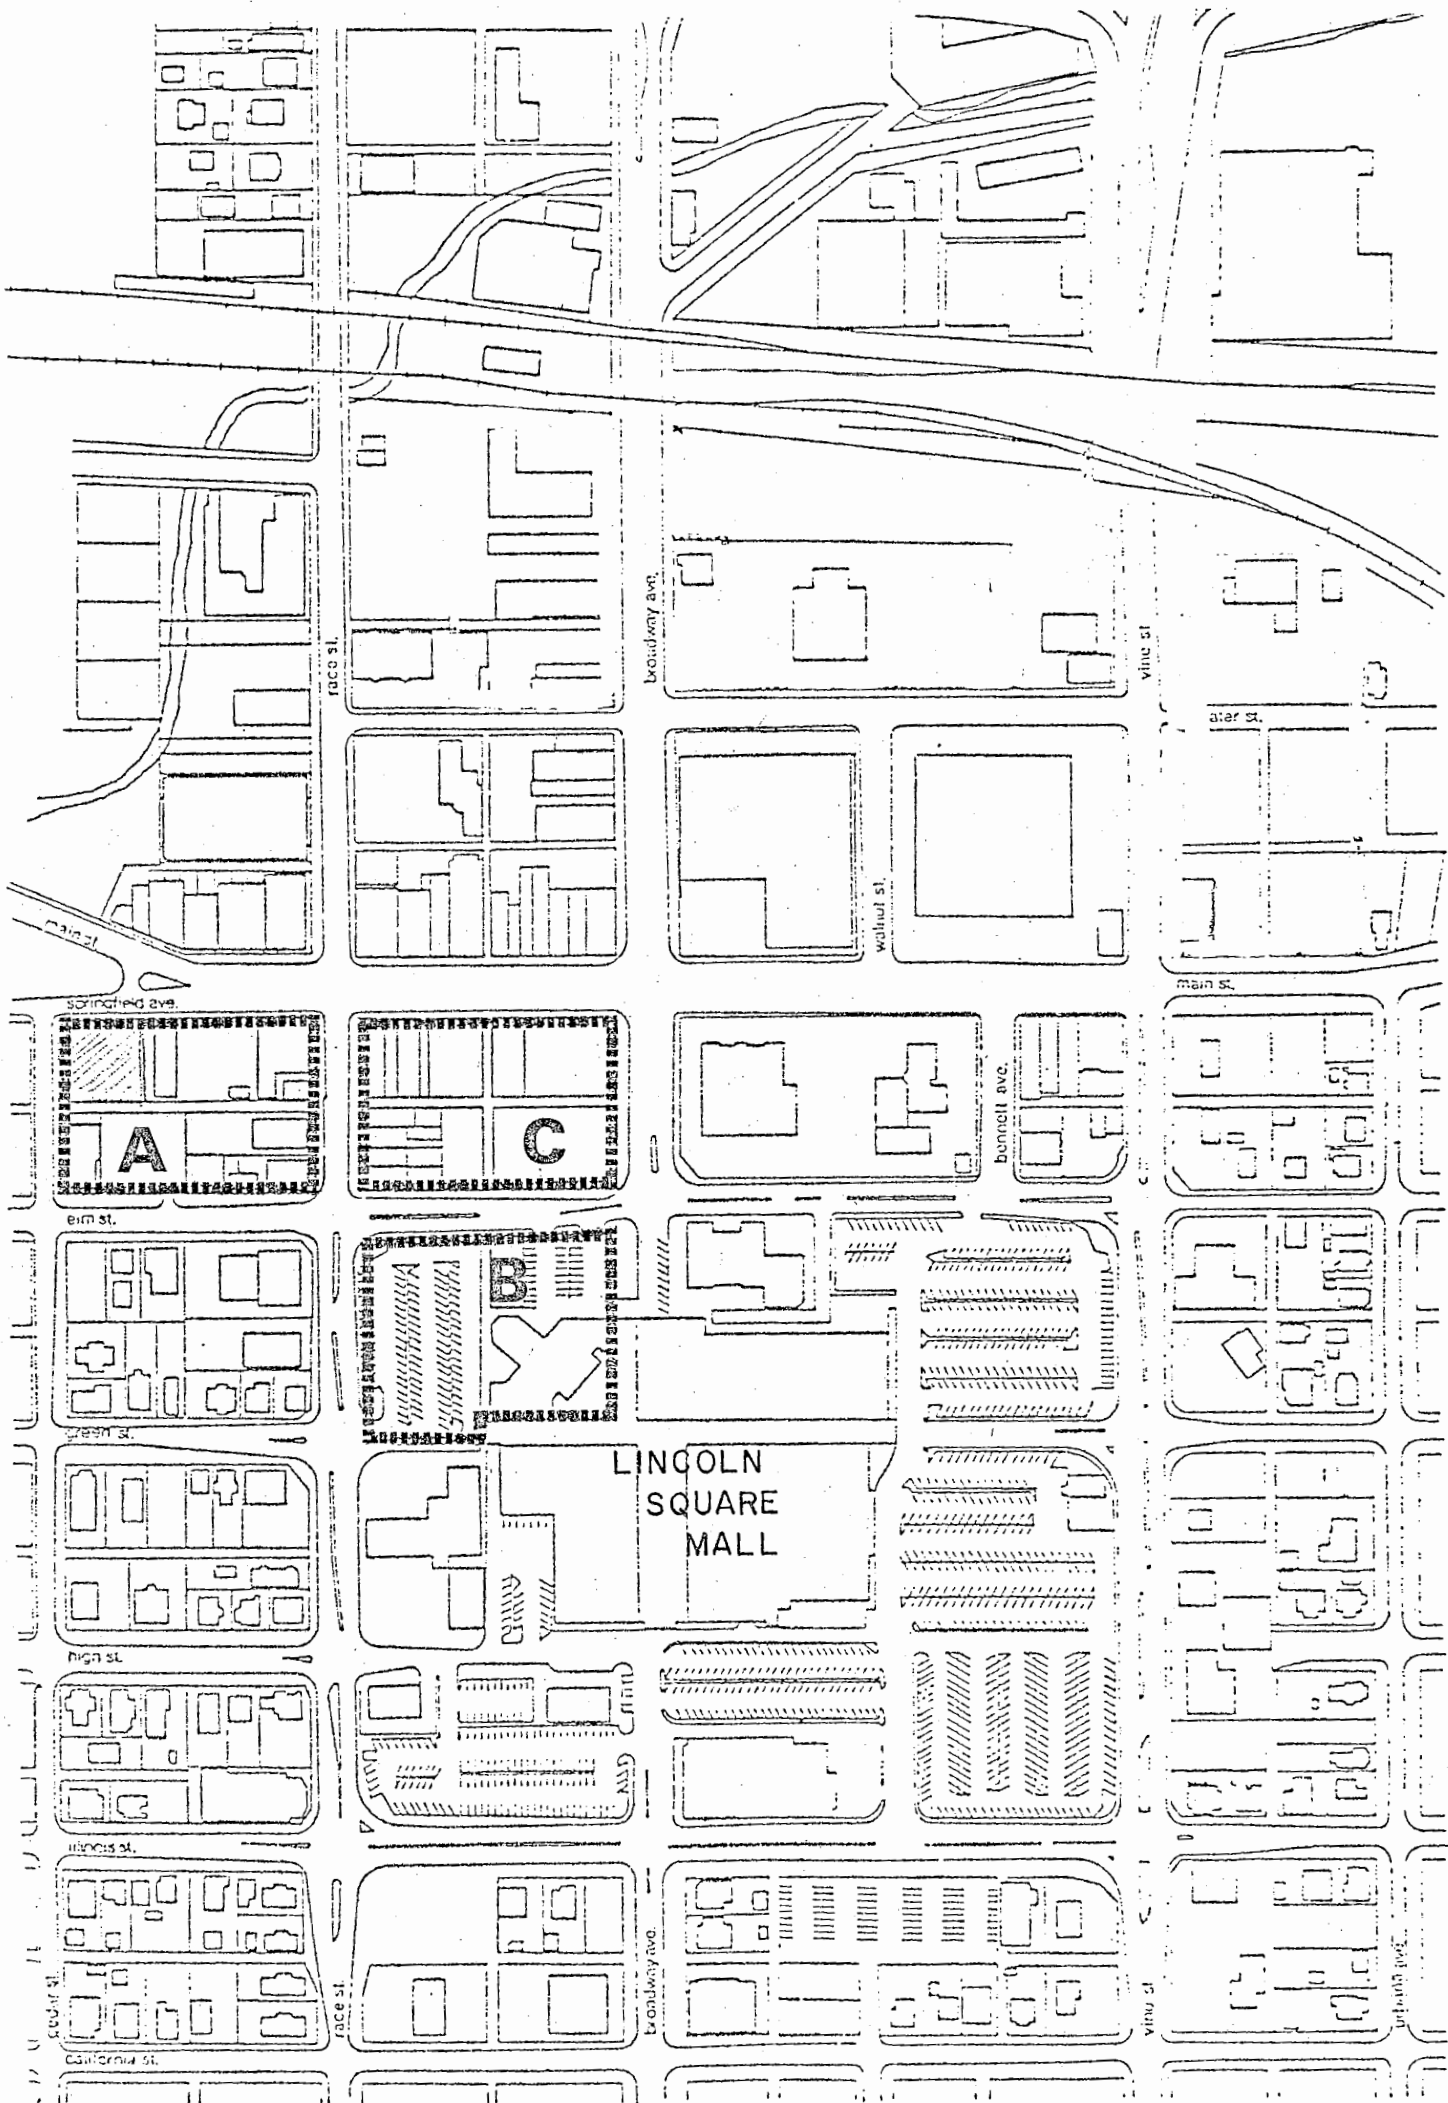 race st.
broadway ave.
vine st
ater st.
walnut st.
main st.
main st.
springfield ave.
A
C
bennett ave.
elm st.
B
green st.
LINCOLN
SQUARE
MALL
high st.
illinois st.
cedar st.
race st.
broadway ave.
vine st
urbana ave.
california st.